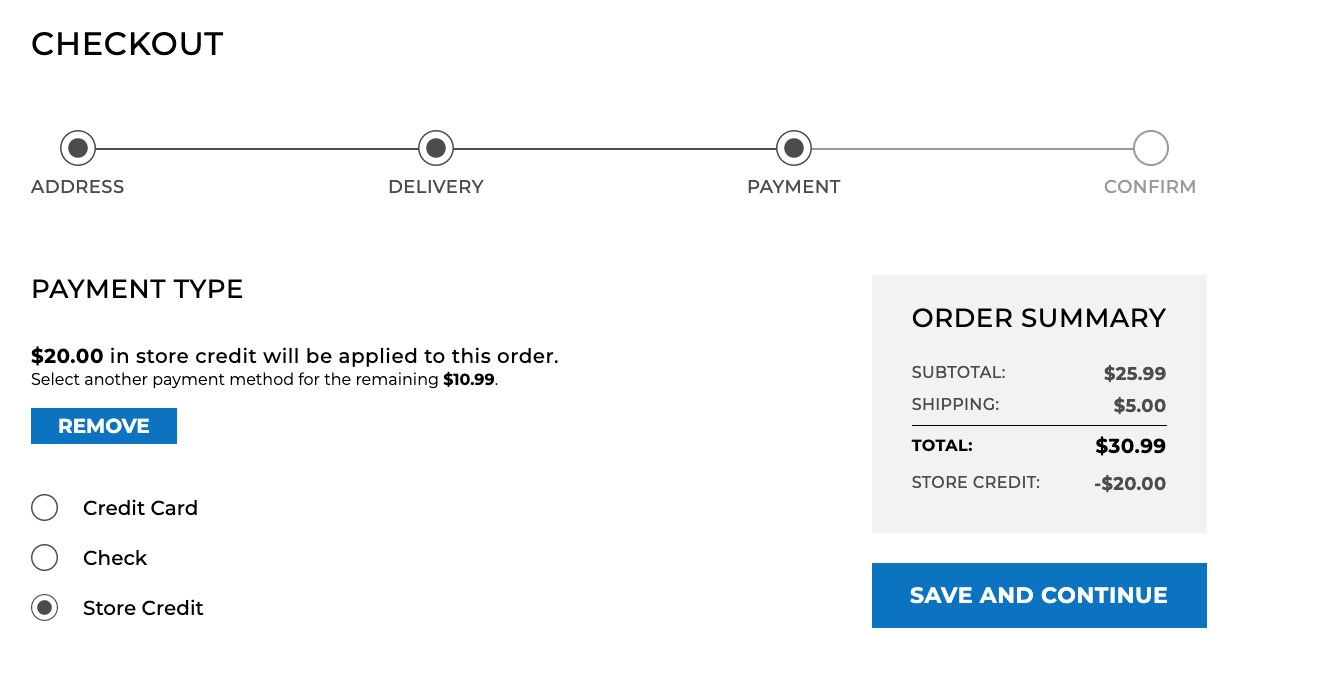 CHECKOUT
ADDRESS DELIVERY PAYMENT CONFIRM
PAYMENT TYPE
$20.00 in store credit will be applied to this order.
Select another payment method for the remaining $10.99.
REMOVE
Credit Card
Check
Store Credit
ORDER SUMMARY
SUBTOTAL: $25.99
SHIPPING: $5.00
TOTAL: $30.99
STORE CREDIT: -$20.00
SAVE AND CONTINUE